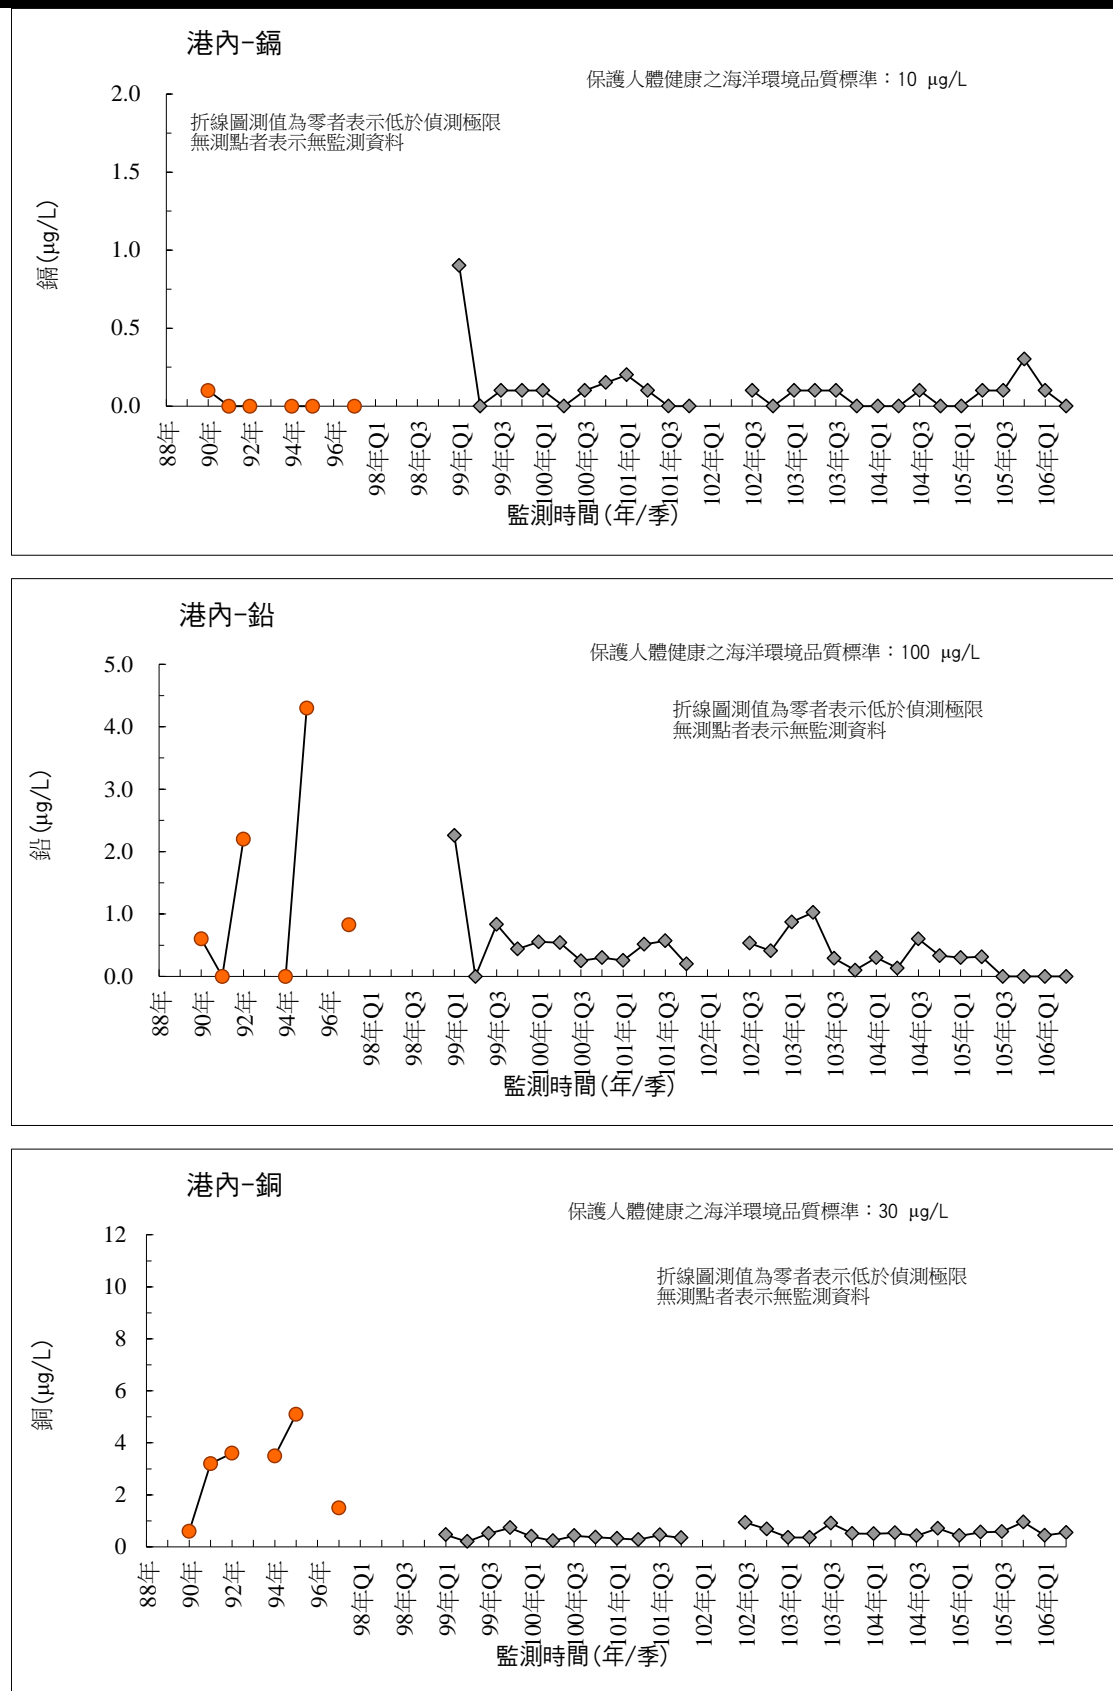 港內-鎘
保護人體健康之海洋環境品質標準：10 μg/L
折線圖測值為零者表示低於偵測極限
無測點者表示無監測資料
鎘(μg/L)
2.0
1.5
1.0
0.5
0.0
88年
90年
92年
94年
96年
98年Q1
98年Q3
99年Q1
99年Q3
100年Q1
100年Q3
101年Q1
101年Q3
102年Q1
102年Q3
103年Q1
103年Q3
104年Q1
104年Q3
105年Q1
105年Q3
106年Q1
監測時間(年/季)
港內-鉛
保護人體健康之海洋環境品質標準：100 μg/L
折線圖測值為零者表示低於偵測極限
無測點者表示無監測資料
鉛(μg/L)
5.0
4.0
3.0
2.0
1.0
0.0
88年
90年
92年
94年
96年
98年Q1
98年Q3
99年Q1
99年Q3
100年Q1
100年Q3
101年Q1
101年Q3
102年Q1
102年Q3
103年Q1
103年Q3
104年Q1
104年Q3
105年Q1
105年Q3
106年Q1
監測時間(年/季)
港內-銅
保護人體健康之海洋環境品質標準：30 μg/L
折線圖測值為零者表示低於偵測極限
無測點者表示無監測資料
銅(μg/L)
12
10
8
6
4
2
0
88年
90年
92年
94年
96年
98年Q1
98年Q3
99年Q1
99年Q3
100年Q1
100年Q3
101年Q1
101年Q3
102年Q1
102年Q3
103年Q1
103年Q3
104年Q1
104年Q3
105年Q1
105年Q3
106年Q1
監測時間(年/季)